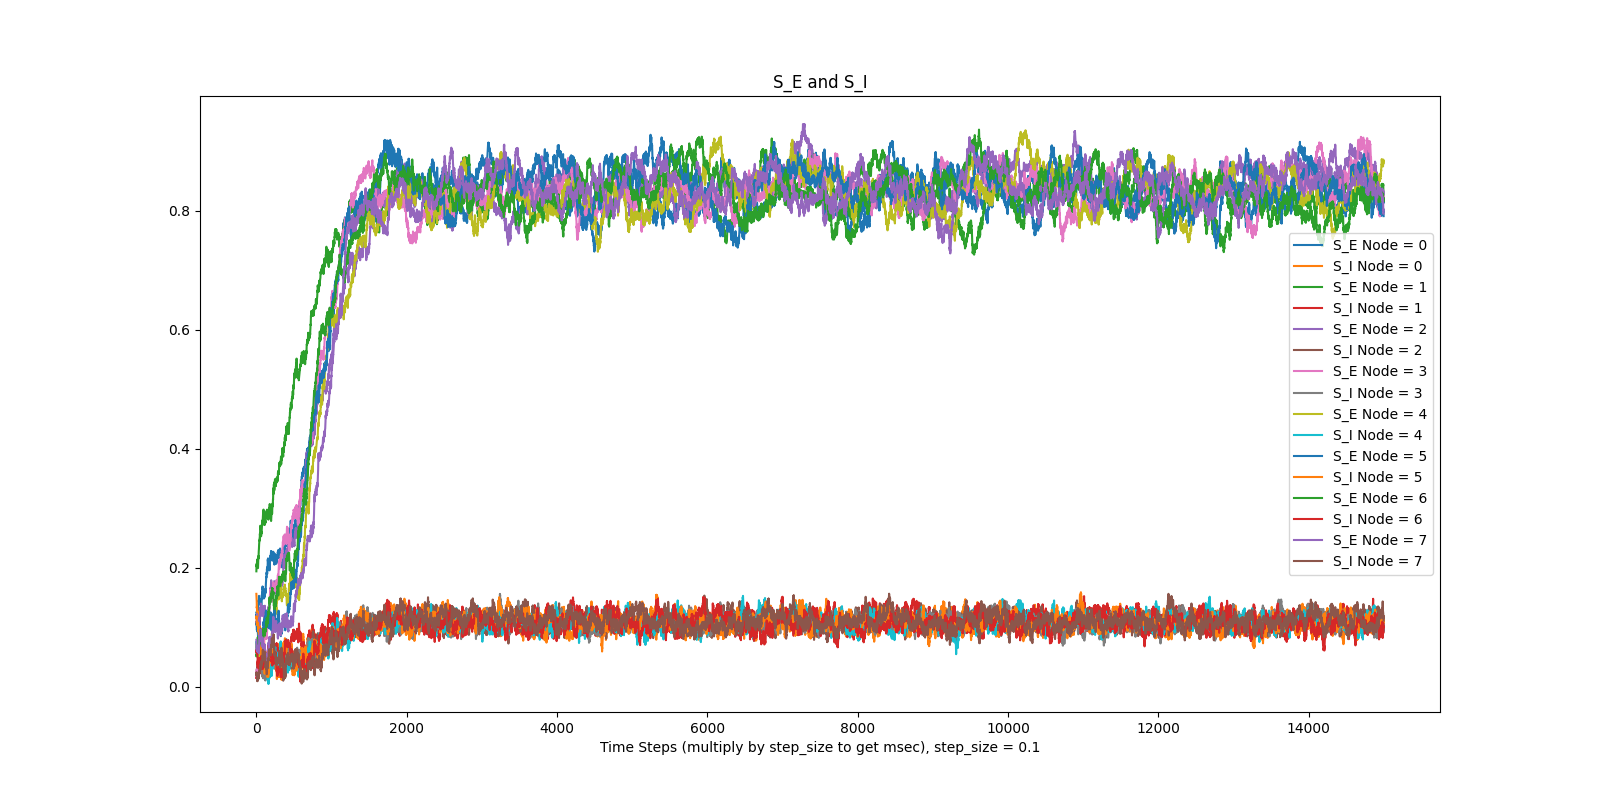 S_E and S_I
0.8
0.6
0.4
0.2
0.0
S_E Node = 0
S_I Node = 0
S_E Node = 1
S_I Node = 1
S_E Node = 2
S_I Node = 2
S_E Node = 3
S_I Node = 3
S_E Node = 4
S_I Node = 4
S_E Node = 5
S_I Node = 5
S_E Node = 6
S_I Node = 6
S_E Node = 7
S_I Node = 7
0 2000 4000 6000 8000 10000 12000 14000
Time Steps (multiply by step_size to get msec), step_size = 0.1